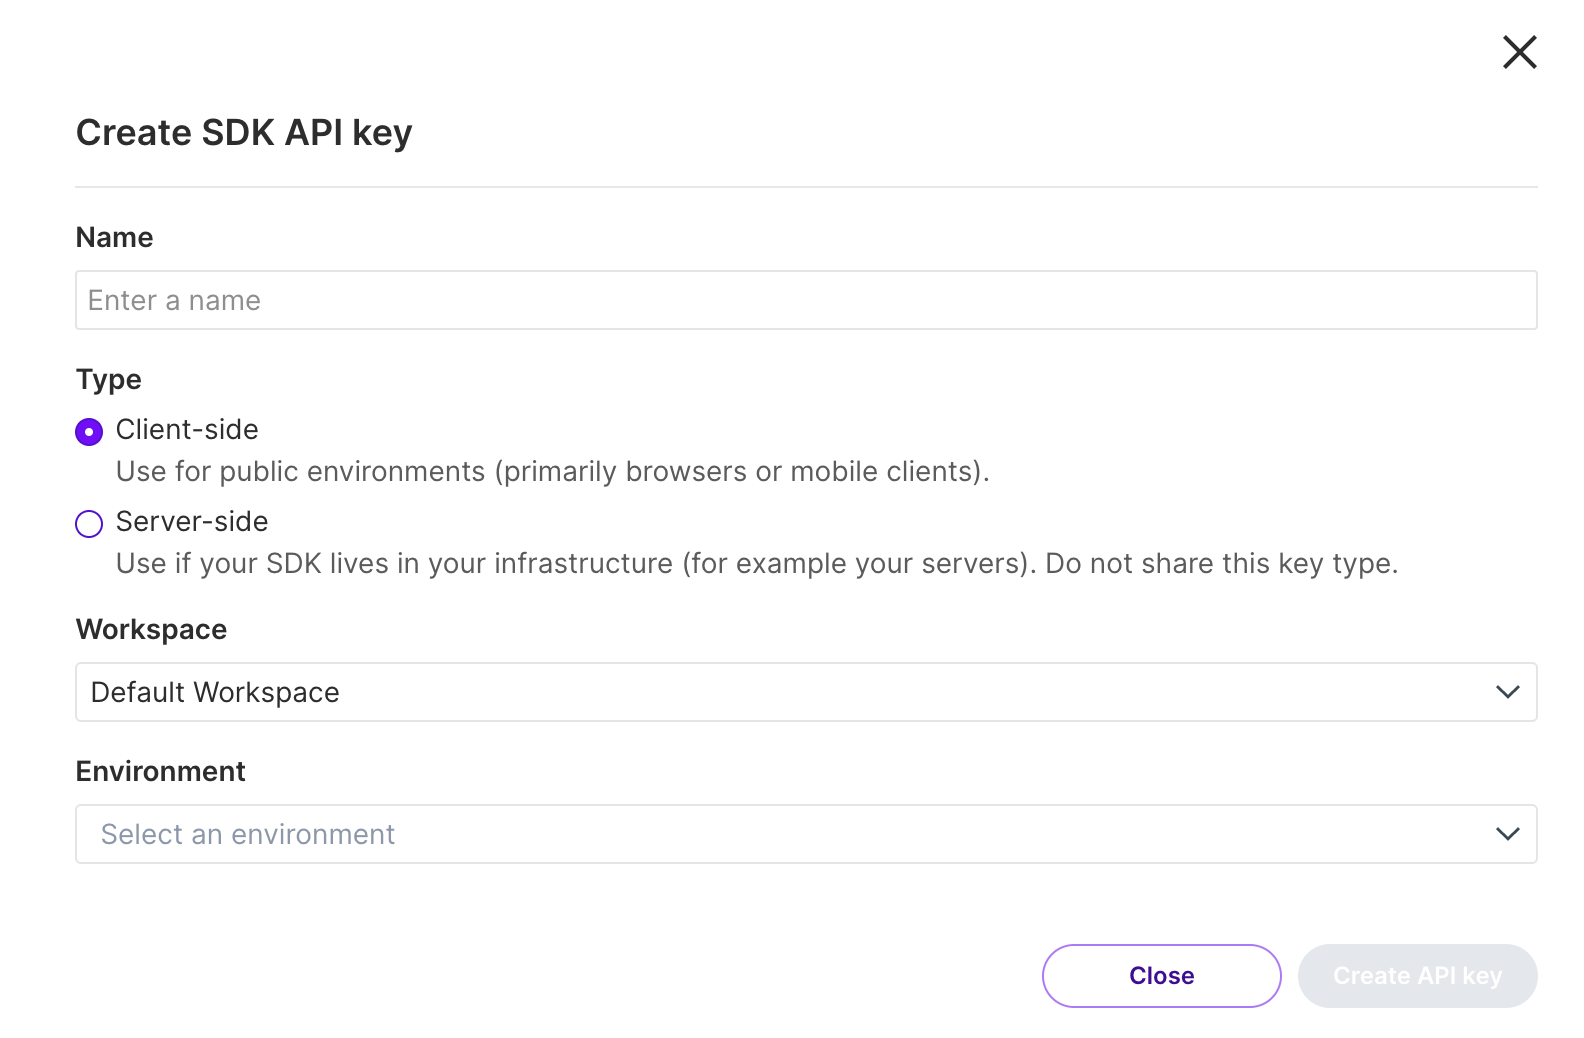 Create SDK API key
Name
Enter a name
Type
Client-side
Use for public environments (primarily browsers or mobile clients).
Server-side
Use if your SDK lives in your infrastructure (for example your servers). Do not share this key type.
Workspace
Default Workspace
Environment
Select an environment
Close
Create API key